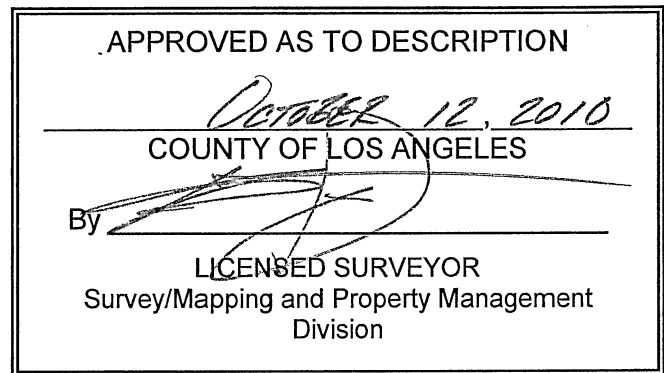 APPROVED AS TO DESCRIPTION
OCTOBER 12, 2010
COUNTY OF LOS ANGELES
By
LICENSED SURVEYOR
Survey/Mapping and Property Management
Division